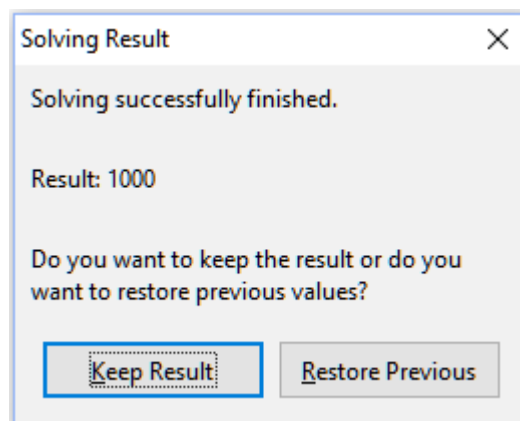 Solving Result
Solving successfully finished.
Result: 1000
Do you want to keep the result or do you
want to restore previous values?
Keep Result
Restore Previous